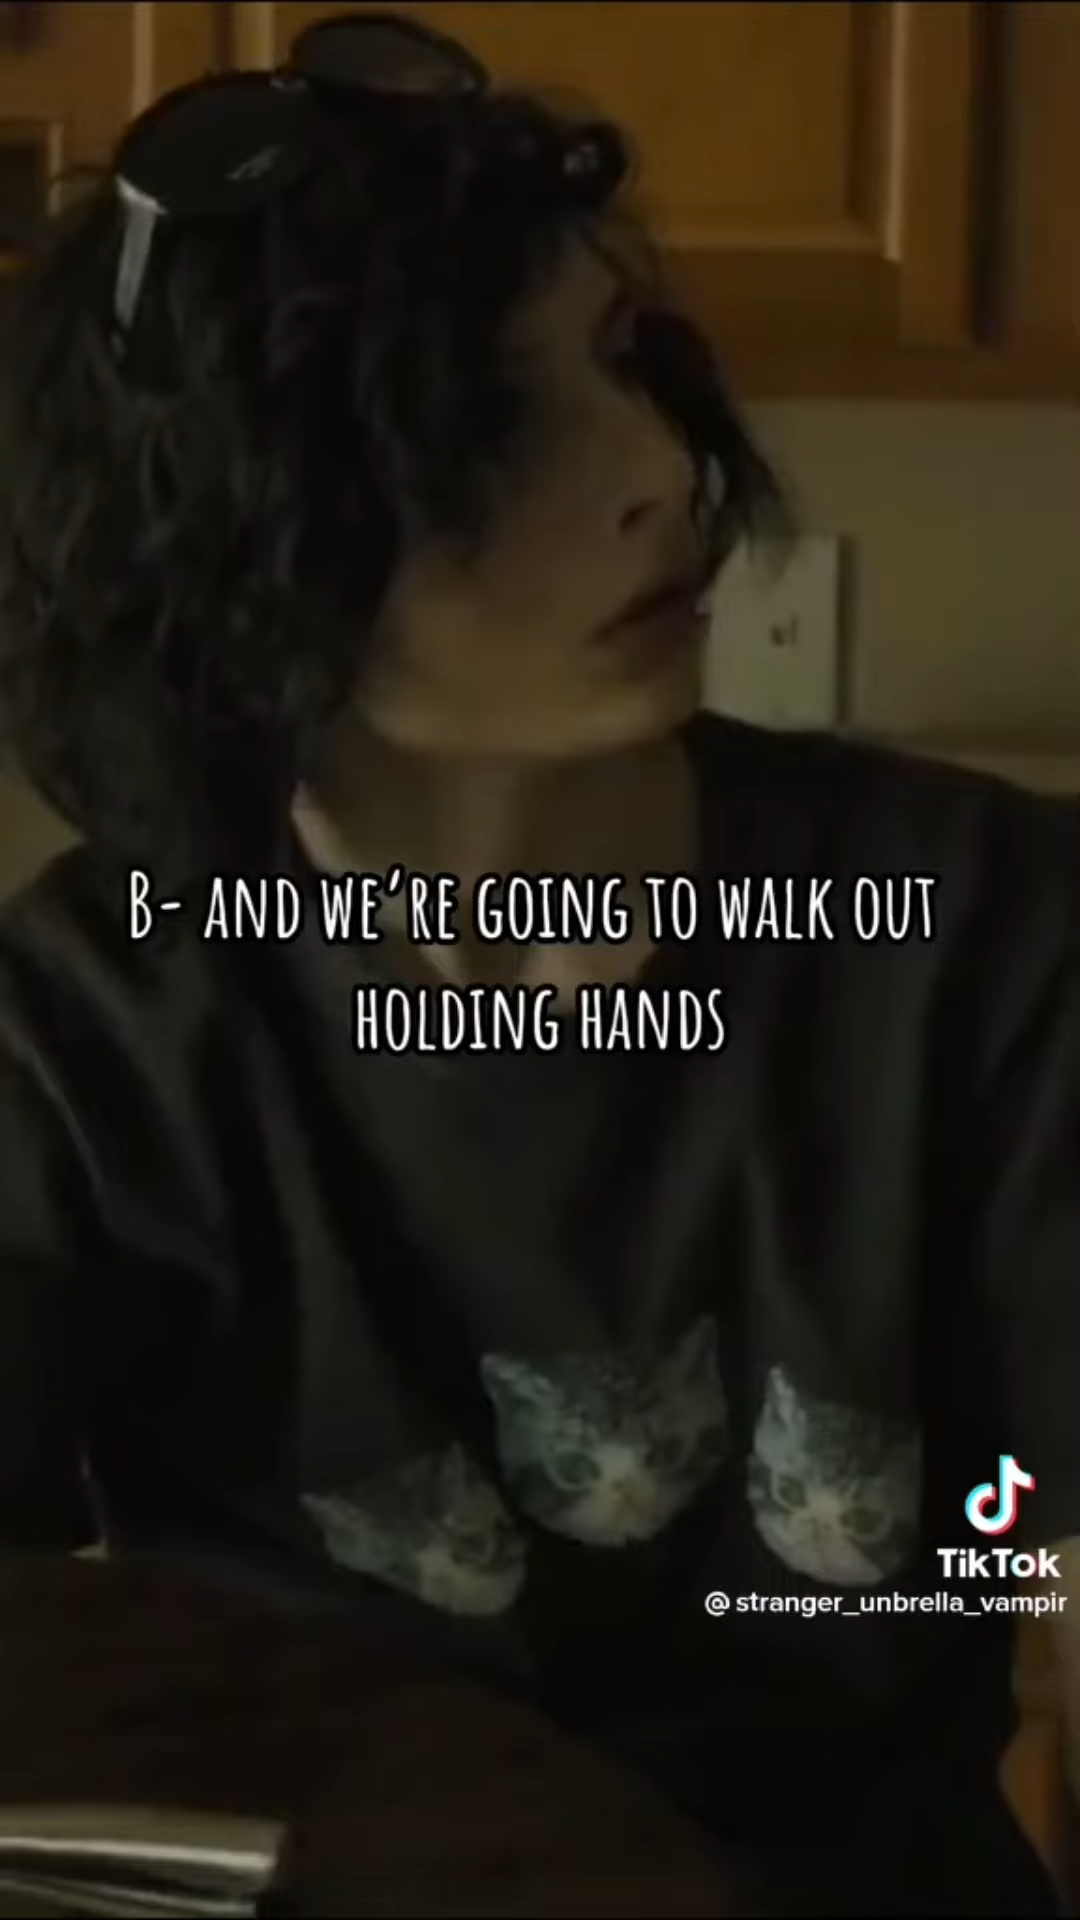 B- AND WE'RE GOING TO WALK OUT
HOLDING HANDS
TikTok
@stranger_unbrella_vampir